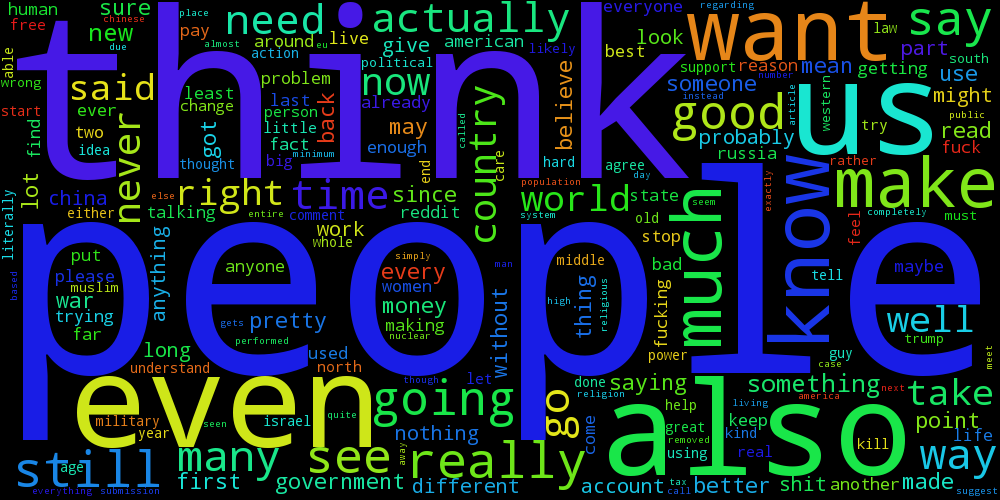 think
people
us
want
also
even
know
make
much
good
still
really
going
many
see
need
actually
say
now
said
never
right
time
world
country
believe
well
way
take
go
something
government
pretty
different
first
human
free
sure
new
able
wrong
start
find
lot
chinese
due
place
pay
almost
around
eu
action
live
give
american
political
everyone
likely
look
best
regarding
law
part
reason
mean
getting
south
support
someone
number
instead
use
western
article
might
public
try
read
fuck
probably
russia
rather
agree
hard
day
care
called
may
enough
already
end
problem
last
person
little
fact
back
big
minimum
least
change
got
thought
ever
two
idea
china
either
else
entire
talking
literally
since
reddit
comment
work
whole
population
system
state
old
stop
seem
bad
exactly
feel
completely
must
tell
maybe
put
please
muslim
war
trying
far
based
anything
anyone
simply
every
women
money
making
nuclear
man
without
middle
thing
high
religious
fucking
power
guy
trump
case
meet
gets
performed
long
understand
used
north
though
let
done
religion
saying
america
next
living
help
keep
point
great
removed
kind
using
real
kill
life
come
nothing
away
quite
israel
seen
military
year
age
everything
submission
account
tax
call
better
shit
another
made
suggest